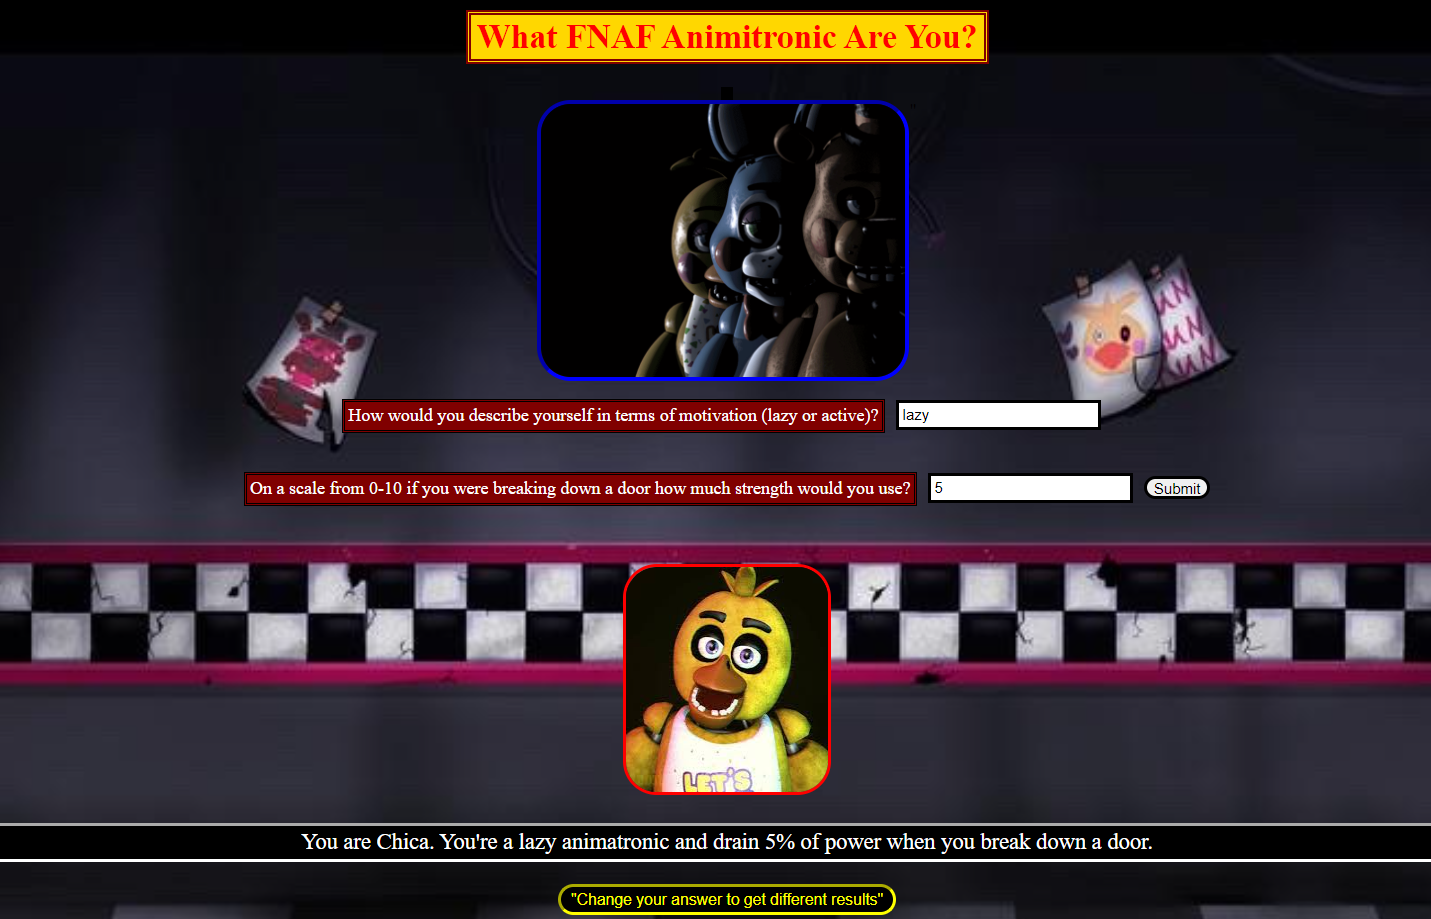 What FNAF Animitronic Are You?
How would you describe yourself in terms of motivation (lazy or active)? lazy
On a scale from 0-10 if you were breaking down a door how much strength would you use? 5 Submit
LET'S
You are Chica. You're a lazy animatronic and drain 5% of power when you break down a door.
"Change your answer to get different results"